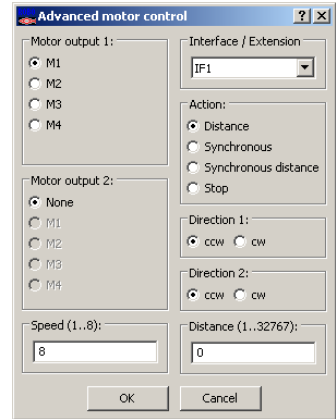 Advanced motor control
Motor output 1:
M1
M2
M3
M4
Interface / Extension
IF1
Action:
Distance
Synchronous
Synchronous distance
Stop
Motor output 2:
None
M1
M2
M3
M4
Direction 1:
ccw cw
Direction 2:
ccw cw
Speed (1..8):
8
Distance (1..32767):
0
OK
Cancel